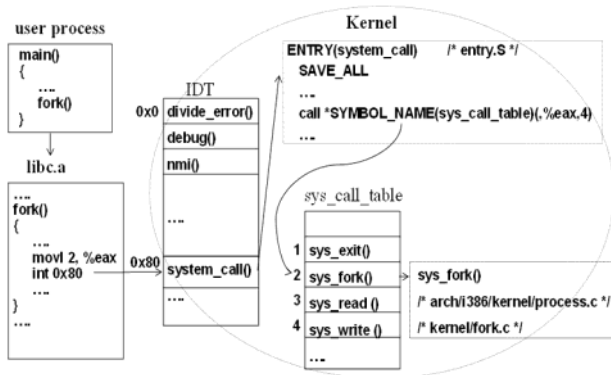 Kernel
user process
main()
{
....
fork()
}
libc.a
....
fork()
{
....
movl 2, %eax
int 0x80
....
}
....
IDT
0x0
divide_error()
debug()
nmi()
....
0x80
system_call()
....
ENTRY(system_call) /* entry.S */
SAVE_ALL
....
call *SYMBOL_NAME(sys_call_table)(,%eax,4)
....
sys_call_table
1 sys_exit()
2 sys_fork()
3 sys_read ()
4 sys_write ()
....
sys_fork()
/* arch/i386/kernel/process.c */
/* kernel/fork.c */